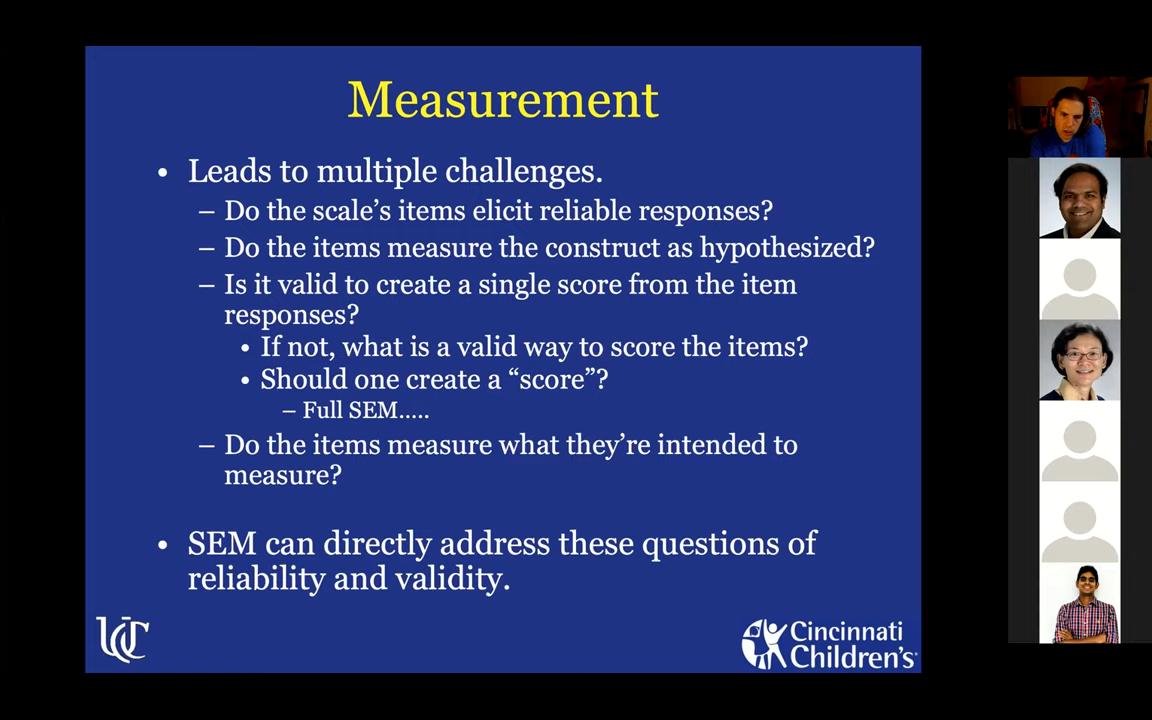 Measurement
• Leads to multiple challenges.
– Do the scale’s items elicit reliable responses?
– Do the items measure the construct as hypothesized?
– Is it valid to create a single score from the item
responses?
• If not, what is a valid way to score the items?
• Should one create a “score”?
– Full SEM…..
– Do the items measure what they’re intended to
measure?
• SEM can directly address these questions of
reliability and validity.
UC
Cincinnati
Children’s